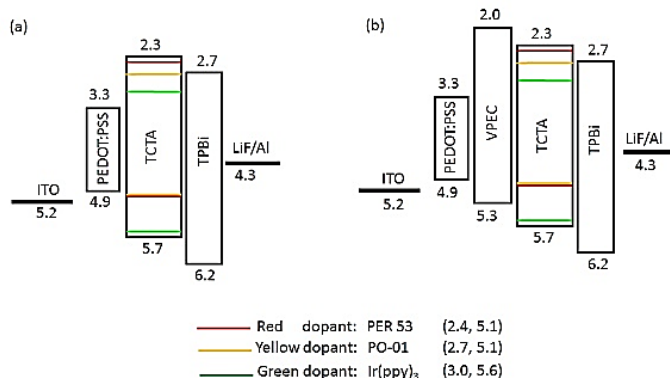 (a)
2.3
2.7
3.3
PEDOT:PSS
TCTA
TPBi
LiF/Al
4.3
ITO
5.2
4.9
5.7
6.2
(b)
2.0
2.3
2.7
3.3
PEDOT:PSS
VPEC
TCTA
TPBi
LiF/Al
4.3
ITO
5.2
4.9
5.3
5.7
6.2
Red dopant: PER 53 (2.4, 5.1)
Yellow dopant: PO-01 (2.7, 5.1)
Green dopant: Ir(ppy)₃ (3.0, 5.6)